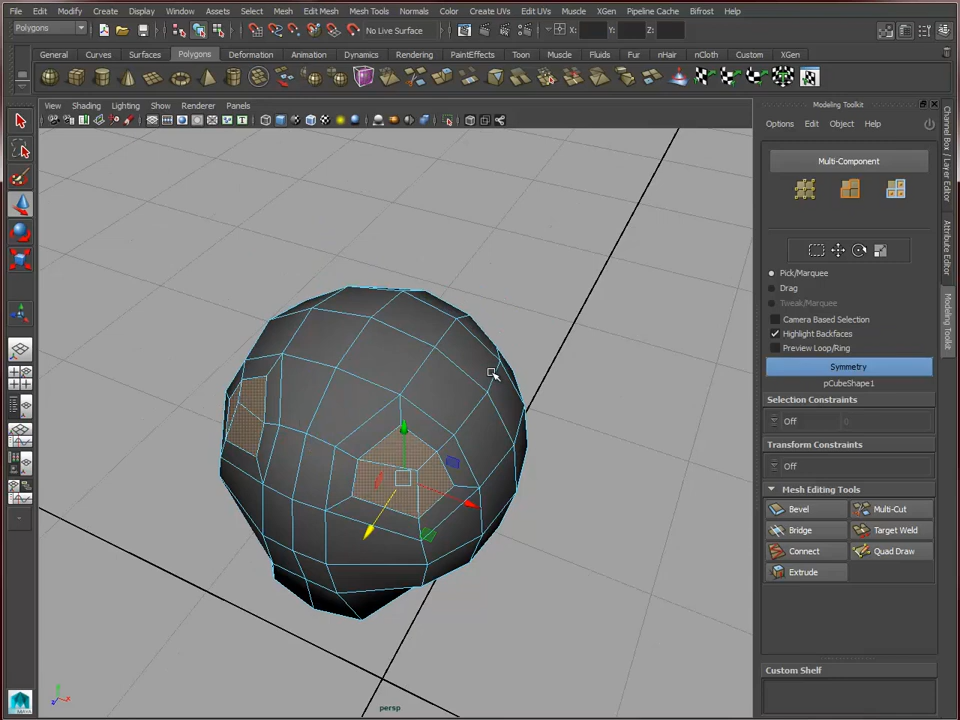 File Edit Modify Create Display Window Assets Select Mesh Edit Mesh Mesh Tools Normals Color Create UVs Edit UVs Muscle XGen Pipeline Cache Bifrost Help
Polygons No Live Surface X: Y: Z:
General Curves Surfaces Polygons Deformation Animation Dynamics Rendering PaintEffects Toon Muscle Fluids Fur nHair nCloth Custom XGen
View Shading Lighting Show Renderer Panels
Modeling Toolkit
Options Edit Object Help
Multi-Component
Pick/Marquee
Drag
Tweak/Marquee
Camera Based Selection
Highlight Backfaces
Preview Loop/Ring
Symmetry
pCubeShape1
Selection Constraints
Off
Transform Constraints
Off
Mesh Editing Tools
Bevel Multi-Cut
Bridge Target Weld
Connect Quad Draw
Extrude
Custom Shelf
Channel Box / Layer Editor
Attribute Editor
Modeling Toolkit
persp